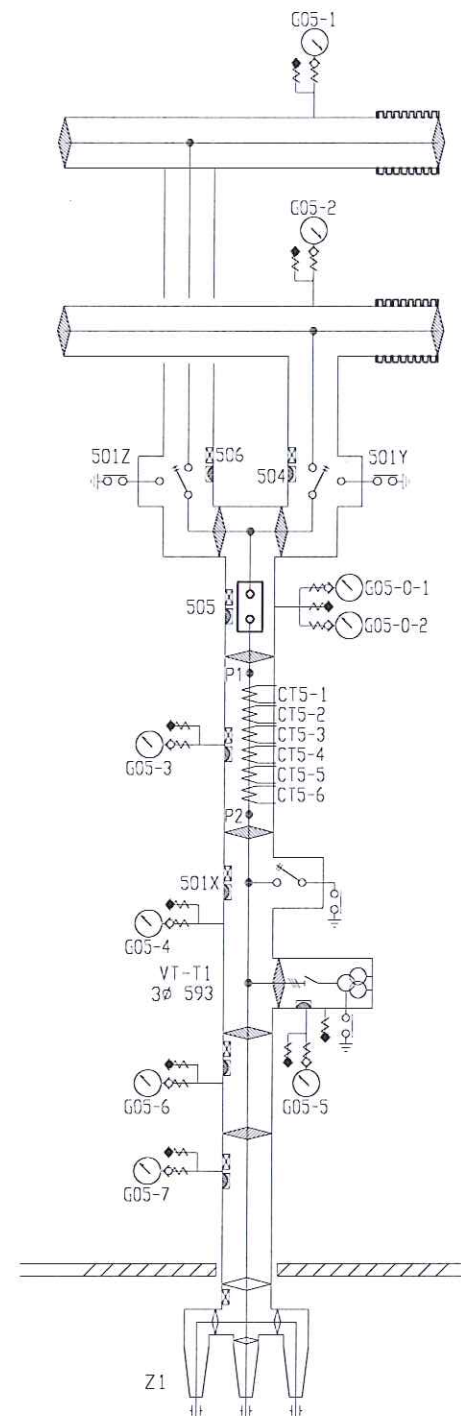 G05-1
G05-2
501Z
506
504
501Y
505
G05-0-1
G05-0-2
P1
CT5-1
CT5-2
CT5-3
CT5-4
CT5-5
CT5-6
G05-3
P2
501X
G05-4
VT-T1
3ø 593
G05-6
G05-5
G05-7
Z1